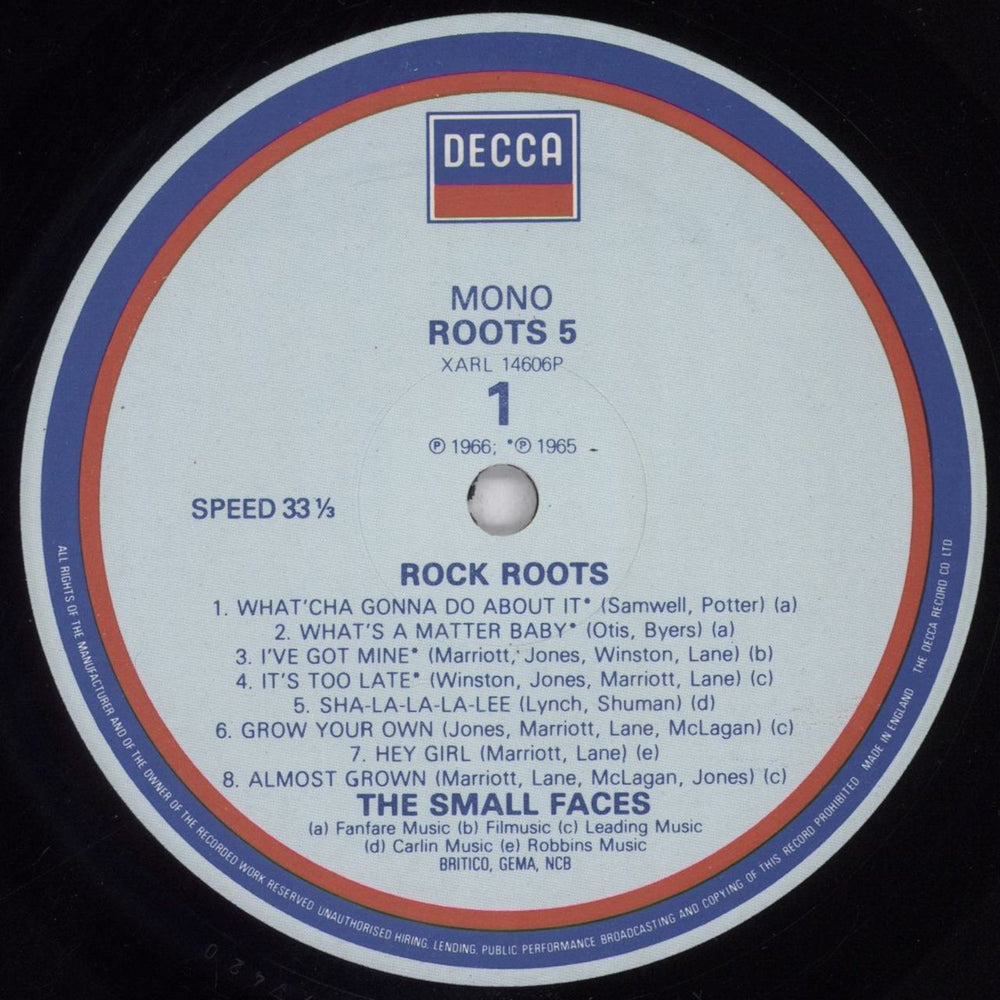 DECCA
MONO
ROOTS 5
XARL 14606P
1
℗ 1966; •℗ 1965
SPEED 33 ⅓
ROCK ROOTS
1. WHAT'CHA GONNA DO ABOUT IT• (Samwell, Potter) (a)
2. WHAT'S A MATTER BABY• (Otis, Byers) (a)
3. I'VE GOT MINE• (Marriott, Jones, Winston, Lane) (b)
4. IT'S TOO LATE• (Winston, Jones, Marriott, Lane) (c)
5. SHA-LA-LA-LA-LEE (Lynch, Shuman) (d)
6. GROW YOUR OWN (Jones, Marriott, Lane, McLagan) (c)
7. HEY GIRL (Marriott, Lane) (e)
8. ALMOST GROWN (Marriott, Lane, McLagan, Jones) (c)
THE SMALL FACES
(a) Fanfare Music (b) Filmusic (c) Leading Music
(d) Carlin Music (e) Robbins Music
BRITICO, GEMA, NCB
ALL RIGHTS OF THE MANUFACTURER AND OF THE OWNER OF THE RECORDED WORK RESERVED UNAUTHORISED HIRING, LENDING, PUBLIC PERFORMANCE BROADCASTING AND COPYING OF THIS RECORD PROHIBITED MADE IN ENGLAND THE DECCA RECORD CO LTD